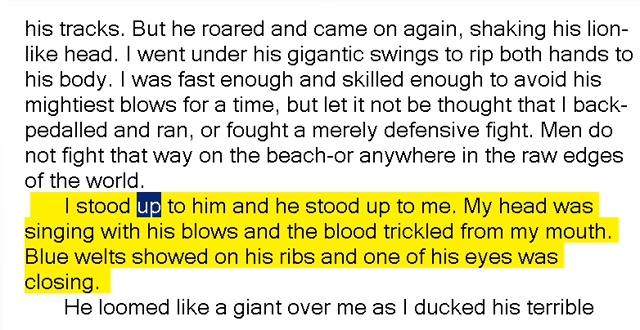 his tracks. But he roared and came on again, shaking his lion-
like head. I went under his gigantic swings to rip both hands to
his body. I was fast enough and skilled enough to avoid his
mightiest blows for a time, but let it not be thought that I back-
pedalled and ran, or fought a merely defensive fight. Men do
not fight that way on the beach-or anywhere in the raw edges
of the world.
I stood up to him and he stood up to me. My head was
singing with his blows and the blood trickled from my mouth.
Blue welts showed on his ribs and one of his eyes was
closing.
He loomed like a giant over me as I ducked his terrible